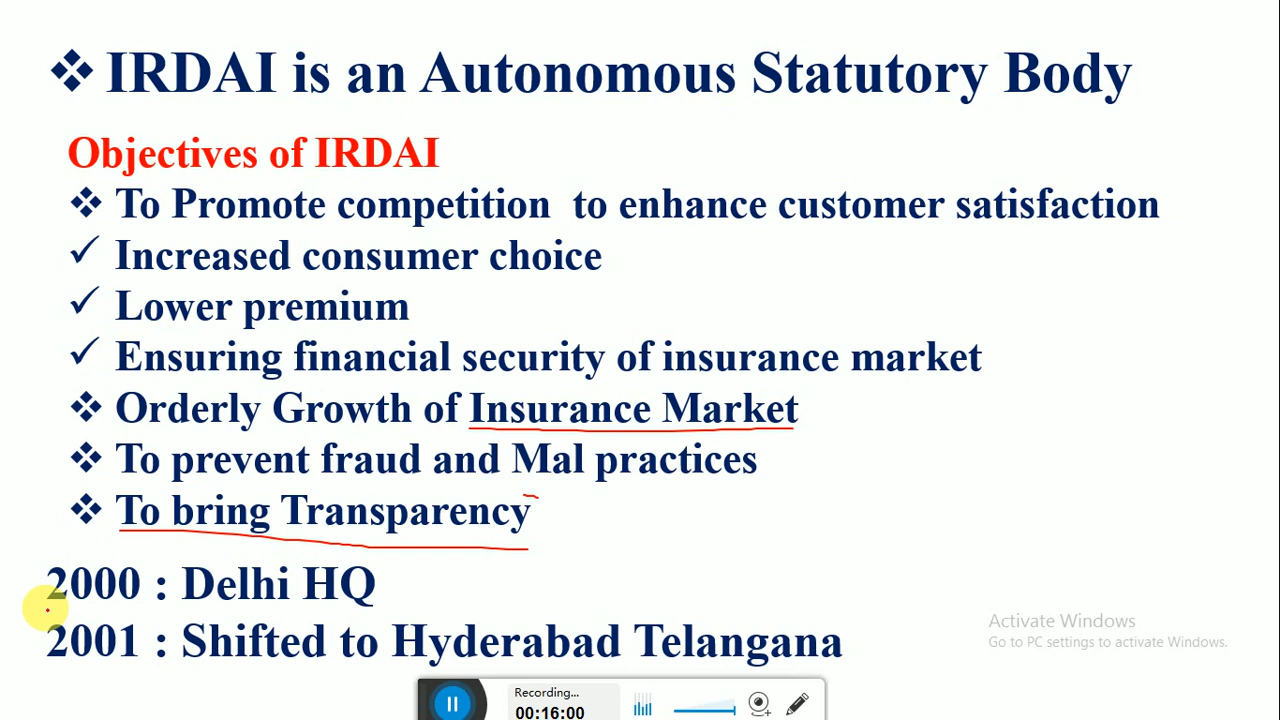 IRDAI is an Autonomous Statutory Body
Objectives of IRDAI
To Promote competition to enhance customer satisfaction
Increased consumer choice
Lower premium
Ensuring financial security of insurance market
Orderly Growth of Insurance Market
To prevent fraud and Mal practices
To bring Transparency
2000 : Delhi HQ
2001 : Shifted to Hyderabad Telangana
Activate Windows
Go to PC settings to activate Windows.
Recording...
00:16:00